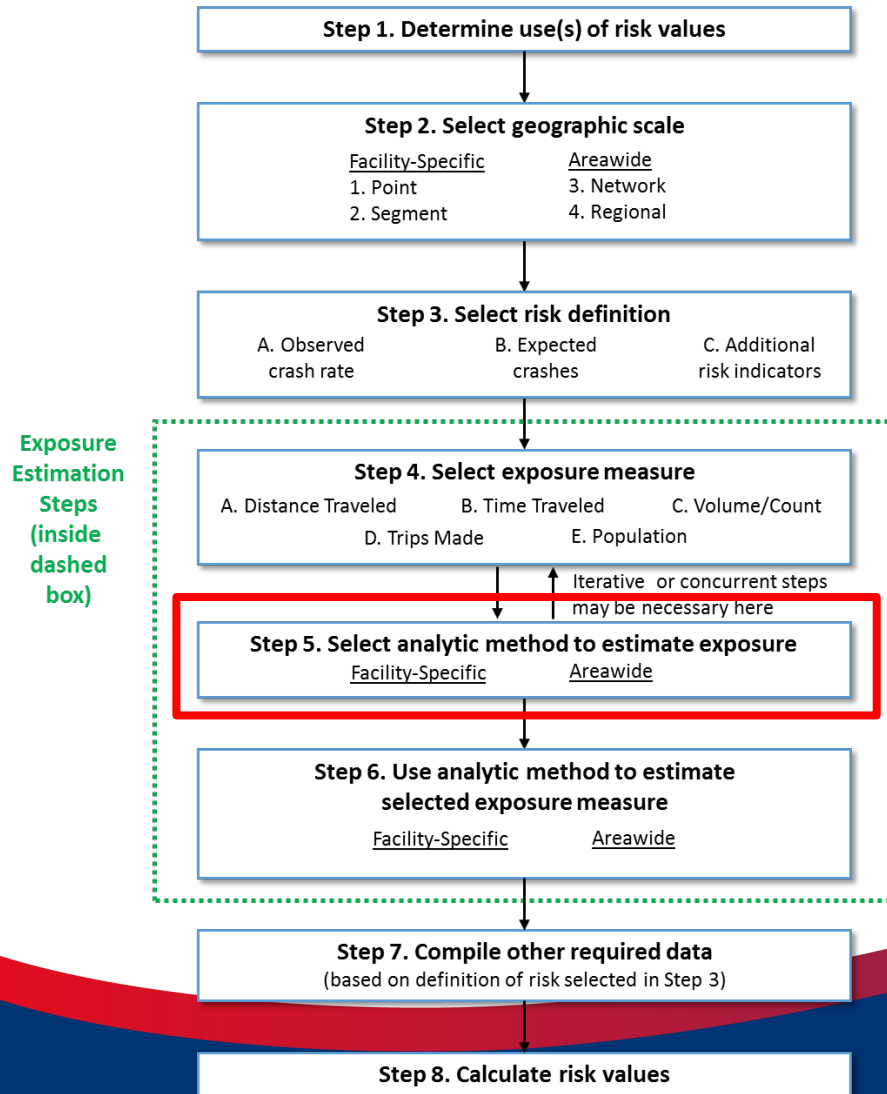 Step 1. Determine use(s) of risk values
Step 2. Select geographic scale
Facility-Specific Areawide
1. Point 3. Network
2. Segment 4. Regional
Step 3. Select risk definition
A. Observed B. Expected C. Additional
crash rate crashes risk indicators
Exposure
Estimation
Steps
(inside
dashed
box)
Step 4. Select exposure measure
A. Distance Traveled B. Time Traveled C. Volume/Count
D. Trips Made E. Population
Iterative or concurrent steps
may be necessary here
Step 5. Select analytic method to estimate exposure
Facility-Specific Areawide
Step 6. Use analytic method to estimate
selected exposure measure
Facility-Specific Areawide
Step 7. Compile other required data
(based on definition of risk selected in Step 3)
Step 8. Calculate risk values